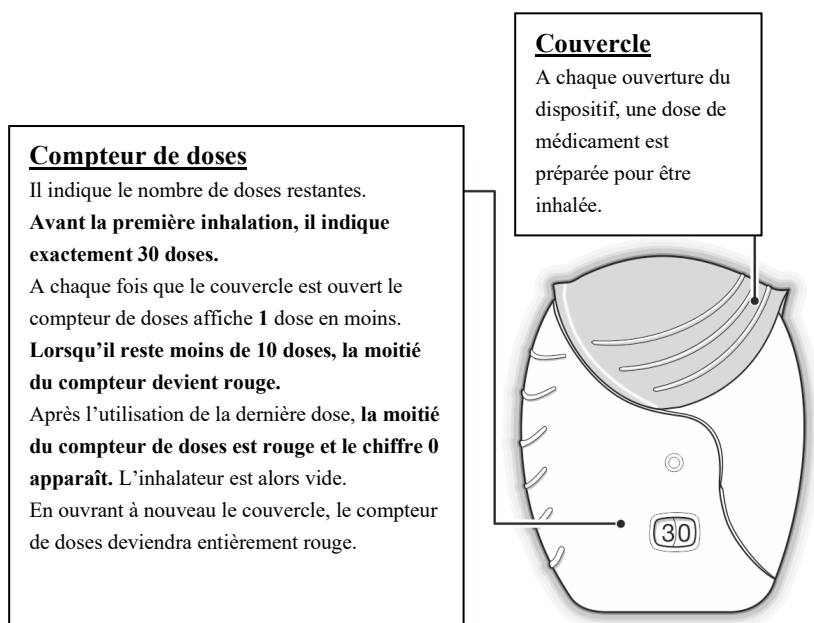 Couvercle
A chaque ouverture du
dispositif, une dose de
médicament est
préparée pour être
inhalée.
Compteur de doses
Il indique le nombre de doses restantes.
Avant la première inhalation, il indique
exactement 30 doses.
A chaque fois que le couvercle est ouvert le
compteur de doses affiche 1 dose en moins.
Lorsqu’il reste moins de 10 doses, la moitié
du compteur devient rouge.
Après l’utilisation de la dernière dose, la moitié
du compteur de doses est rouge et le chiffre 0
apparaît. L’inhalateur est alors vide.
En ouvrant à nouveau le couvercle, le compteur
de doses deviendra entièrement rouge.
30